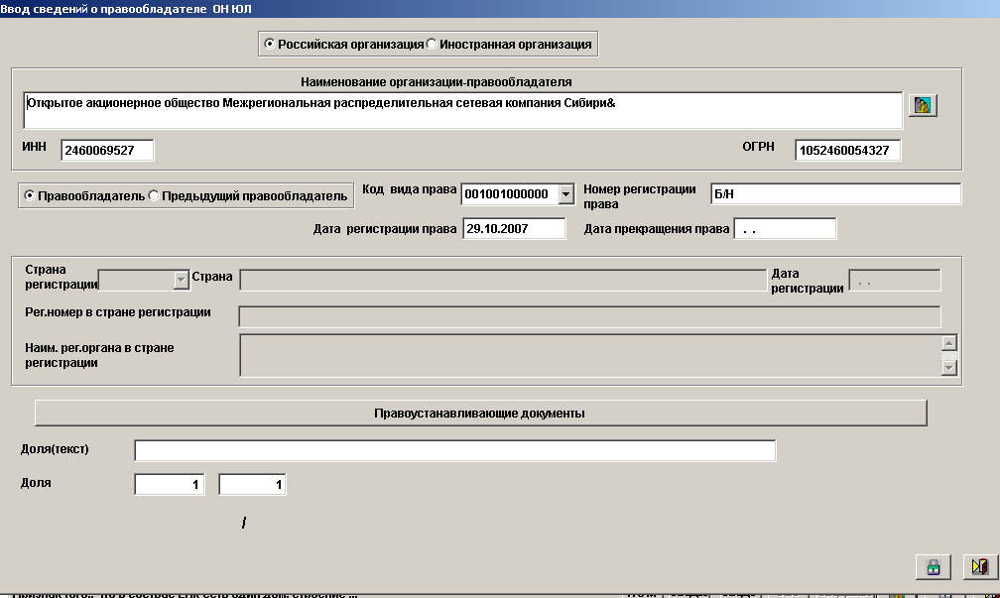 Ввод сведений о правообладателе ОН ЮЛ
Российская организация Иностранная организация
Наименование организации-правообладателя
Открытое акционерное общество Межрегиональная распределительная сетевая компания Сибири&
ИНН 2460069527 ОГРН 1052460054327
Правообладатель Предыдущий правообладатель Код вида права 001001000000 Номер регистрации права Б/Н
Дата регистрации права 29.10.2007 Дата прекращения права . .
Страна регистрации Страна Дата регистрации . .
Рег.номер в стране регистрации
Наим. рег.органа в стране
регистрации
Правоустанавливающие документы
Доля(текст)
Доля 1 1
/